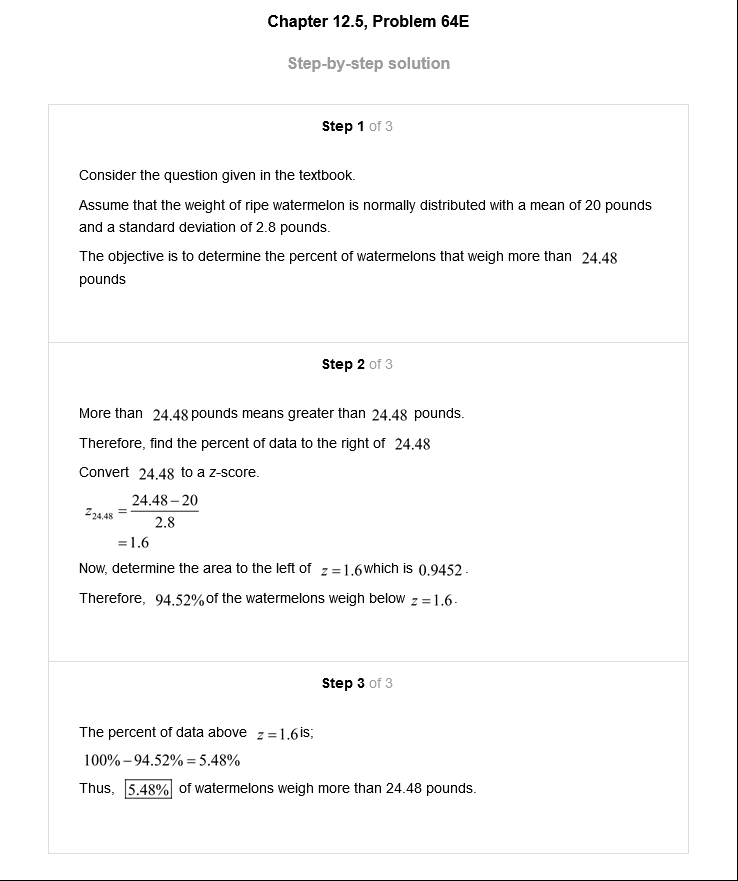 Chapter 12.5, Problem 64E
Step-by-step solution
Step 1 of 3
Consider the question given in the textbook.
Assume that the weight of ripe watermelon is normally distributed with a mean of 20 pounds
and a standard deviation of 2.8 pounds.
The objective is to determine the percent of watermelons that weigh more than 24.48
pounds
Step 2 of 3
More than 24.48 pounds means greater than 24.48 pounds.
Therefore, find the percent of data to the right of 24.48
Convert 24.48 to a z-score.
z_{24.48} = \frac{24.48 - 20}{2.8}
= 1.6
Now, determine the area to the left of z = 1.6 which is 0.9452.
Therefore, 94.52% of the watermelons weigh below z = 1.6.
Step 3 of 3
The percent of data above z = 1.6 is;
100% – 94.52% = 5.48%
Thus, 5.48% of watermelons weigh more than 24.48 pounds.